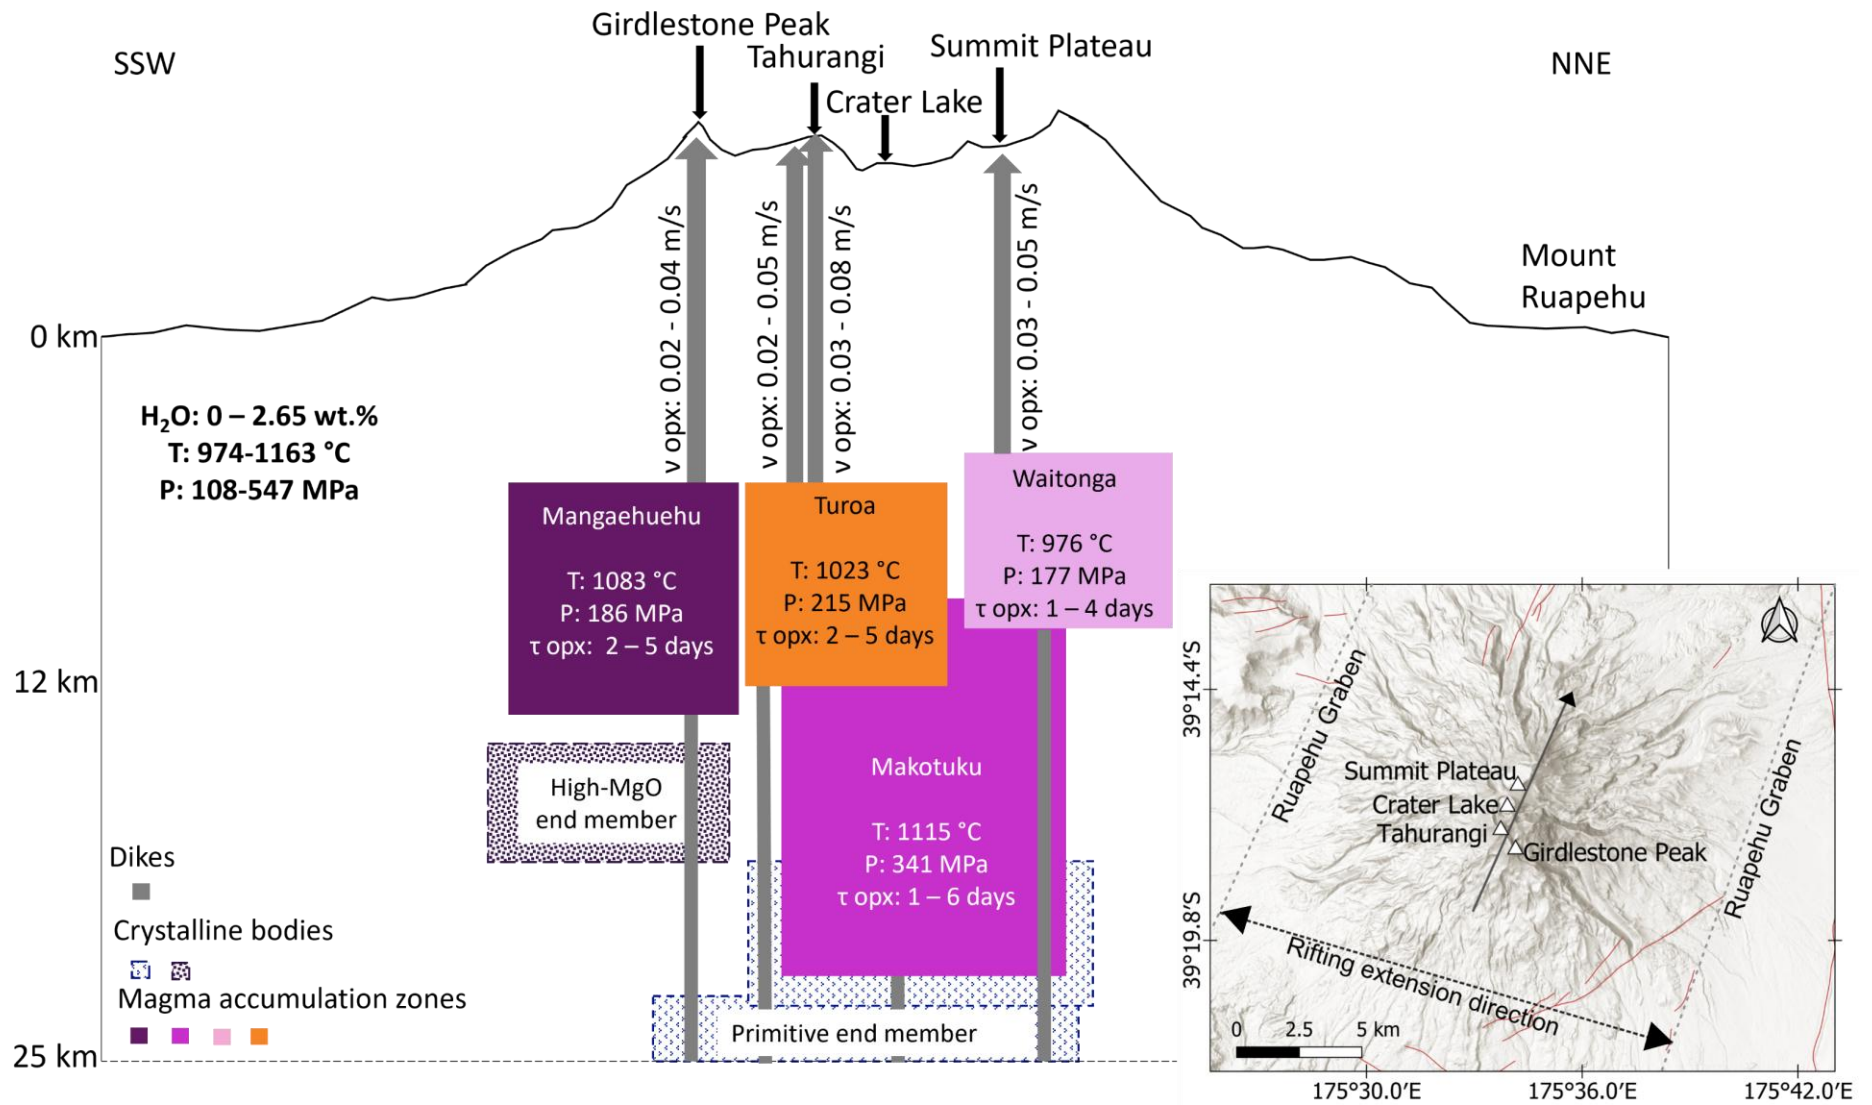 Girdlestone Peak
SSW
Tahurangi
Summit Plateau
NNE
Crater Lake
Mount
Ruapehu
0 km
12 km
25 km
H₂O: 0 – 2.65 wt.%
T: 974-1163 °C
P: 108-547 MPa
v opx: 0.02 - 0.04 m/s
v opx: 0.02 - 0.05 m/s
v opx: 0.03 - 0.08 m/s
v opx: 0.03 - 0.05 m/s
Mangaehuehu
T: 1083 °C
P: 186 MPa
τ opx: 2 – 5 days
Turoa
T: 1023 °C
P: 215 MPa
τ opx: 2 – 5 days
Waitonga
T: 976 °C
P: 177 MPa
τ opx: 1 – 4 days
High-MgO
end member
Makotuku
T: 1115 °C
P: 341 MPa
τ opx: 1 – 6 days
Primitive end member
Dikes
Crystalline bodies
Magma accumulation zones
39°14.4'S
39°19.8'S
Ruapehu Graben
Ruapehu Graben
Summit Plateau
Crater Lake
Tahurangi
Girdlestone Peak
Rifting extension direction
0 2.5 5 km
175°30.0'E 175°36.0'E 175°42.0'E